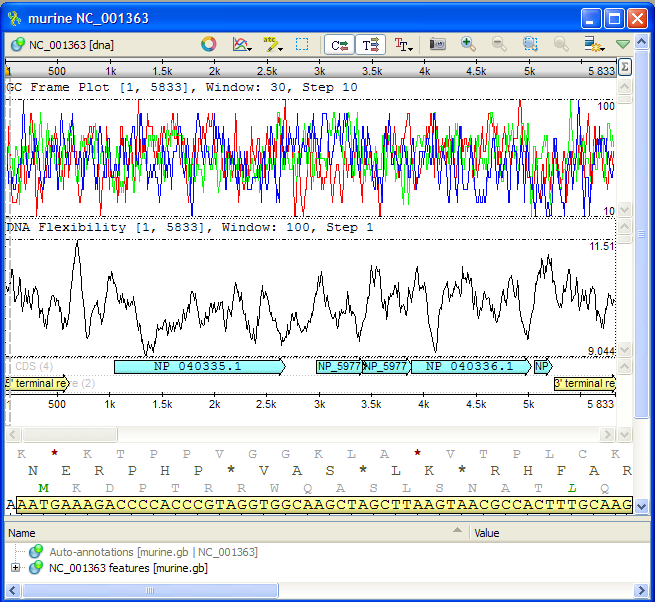 murine NC_001363
NC_001363 [dna]
1 500 1k 1.5k 2k 2.5k 3k 3.5k 4k 4.5k 5k 5 833 Σ
GC Frame Plot [1, 5833], Window: 30, Step 10
100
10
DNA Flexibility [1, 5833], Window: 100, Step 1
11.51
9.044
CDS (4) NP 040335.1 NP_5977 NP_5977 NP 040336.1 NP
5' terminal re re (2) 3' terminal re
1 500 1k 1.5k 2k 2.5k 3k 3.5k 4k 4.5k 5k 5 833
K * K T P P V G G K L A * V T P L C K
N E R P H P * V A S * L K * R H F A R
M K D P T R R W Q A S L S N A T L Q
AAATGAAAGACCCCACCCGTAGGTGGCAAGCTAGCTTAAGTAACGCCACTTTGCAAG
Name Value
Auto-annotations [murine.gb | NC_001363]
NC_001363 features [murine.gb]